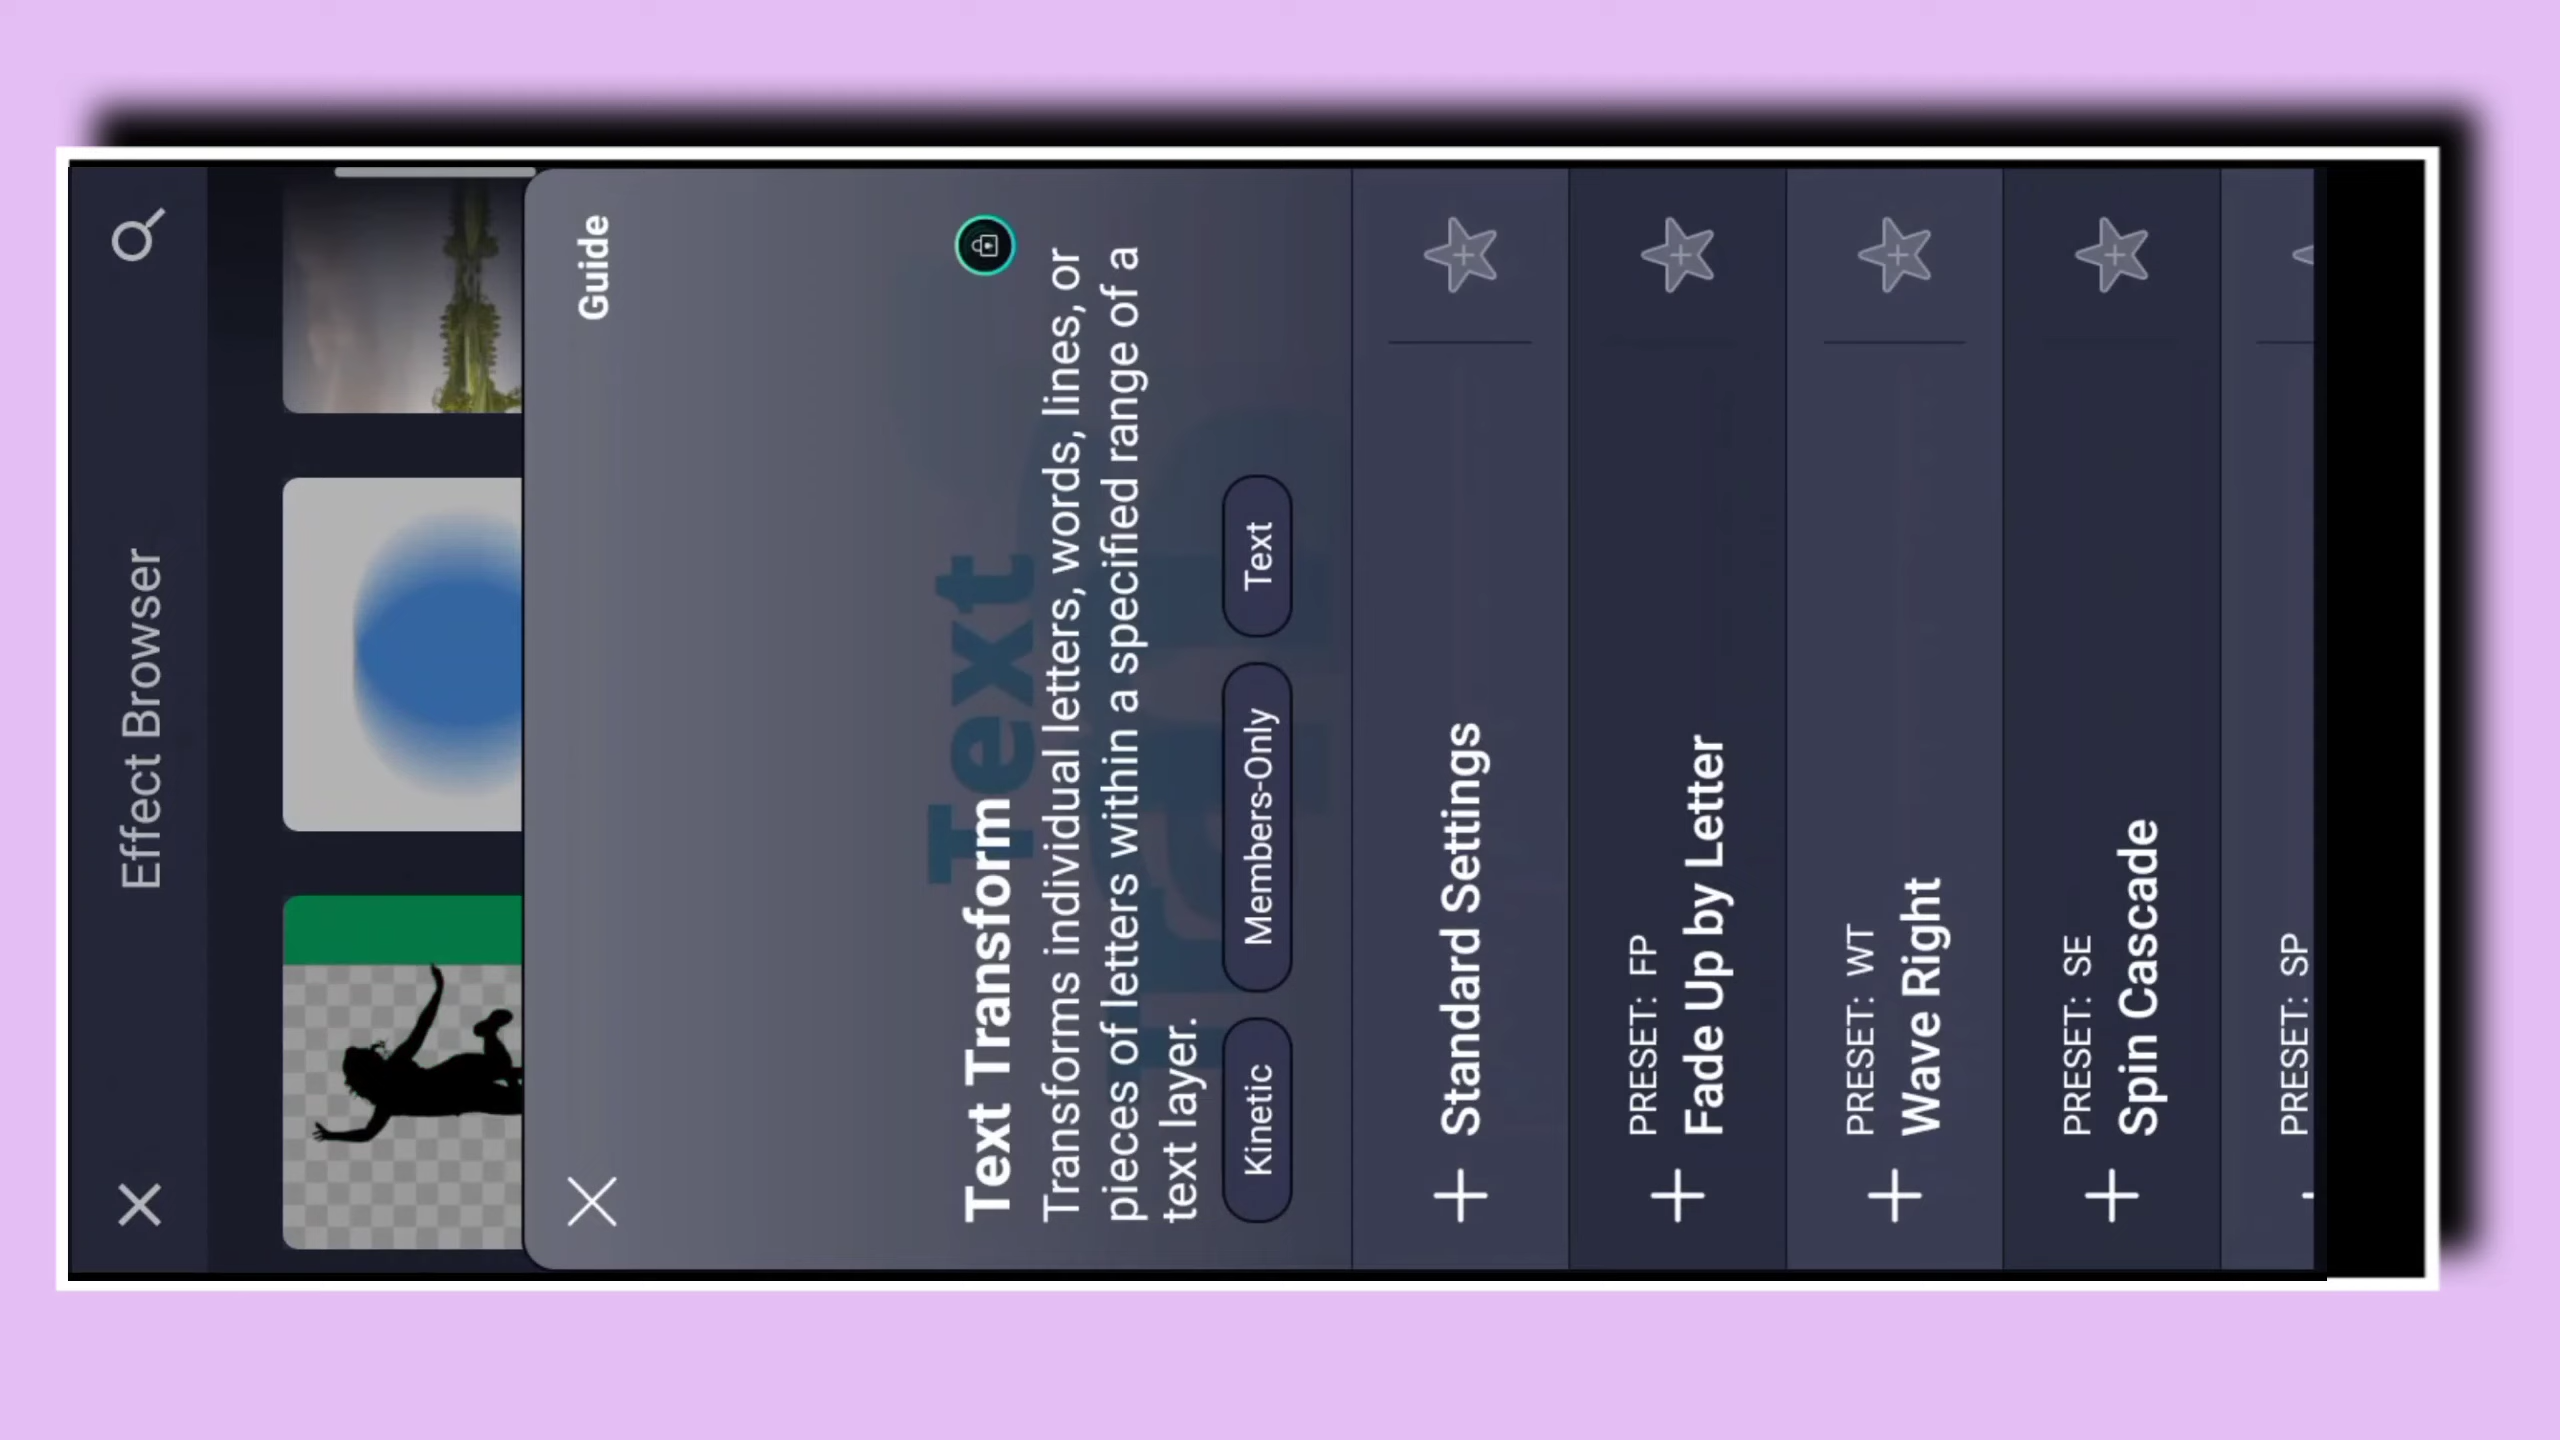 Effect Browser
Guide
Text
Text Transform
Transforms individual letters, words, lines, or
pieces of letters within a specified range of a
text layer.
Kinetic
Members-Only
Text
Standard Settings
PRESET: FP
Fade Up by Letter
PRESET: WT
Wave Right
PRESET: SE
Spin Cascade
PRESET: SP